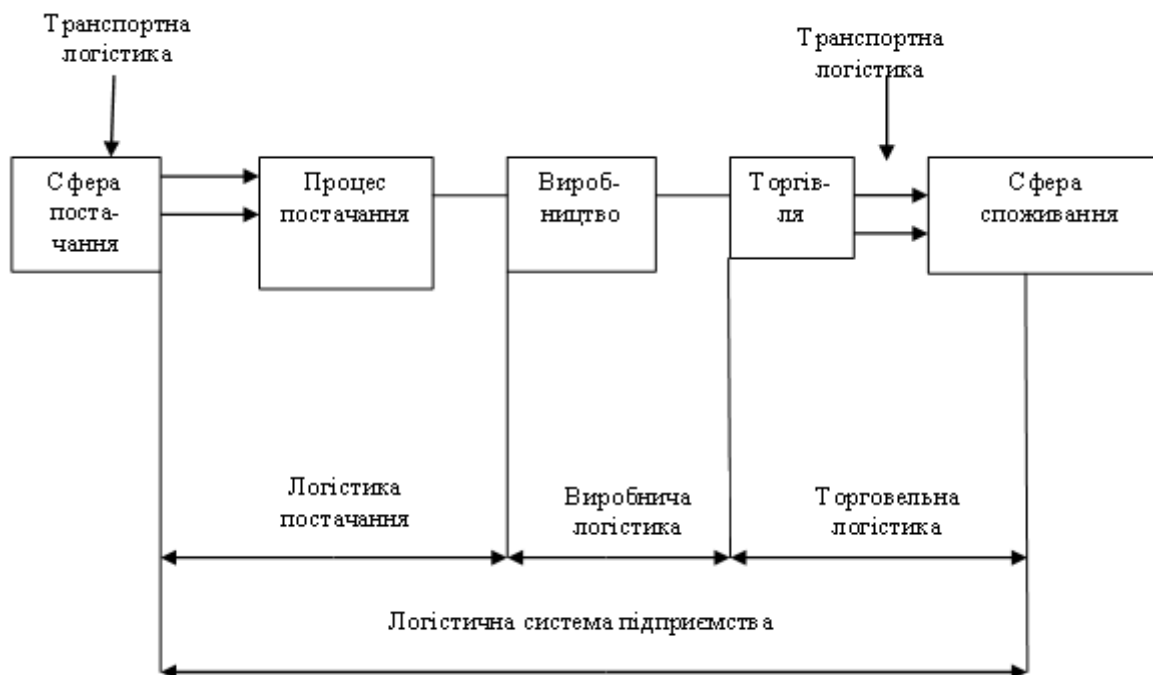 Транспортна
логістика
Транспортна
логістика
Сфера
поста-
чання
Процес
постачання
Вироб-
ництво
Торгів-
ля
Сфера
споживання
Логістика
постачання
Виробнича
логістика
Торговельна
логістика
Логістична система підприємства